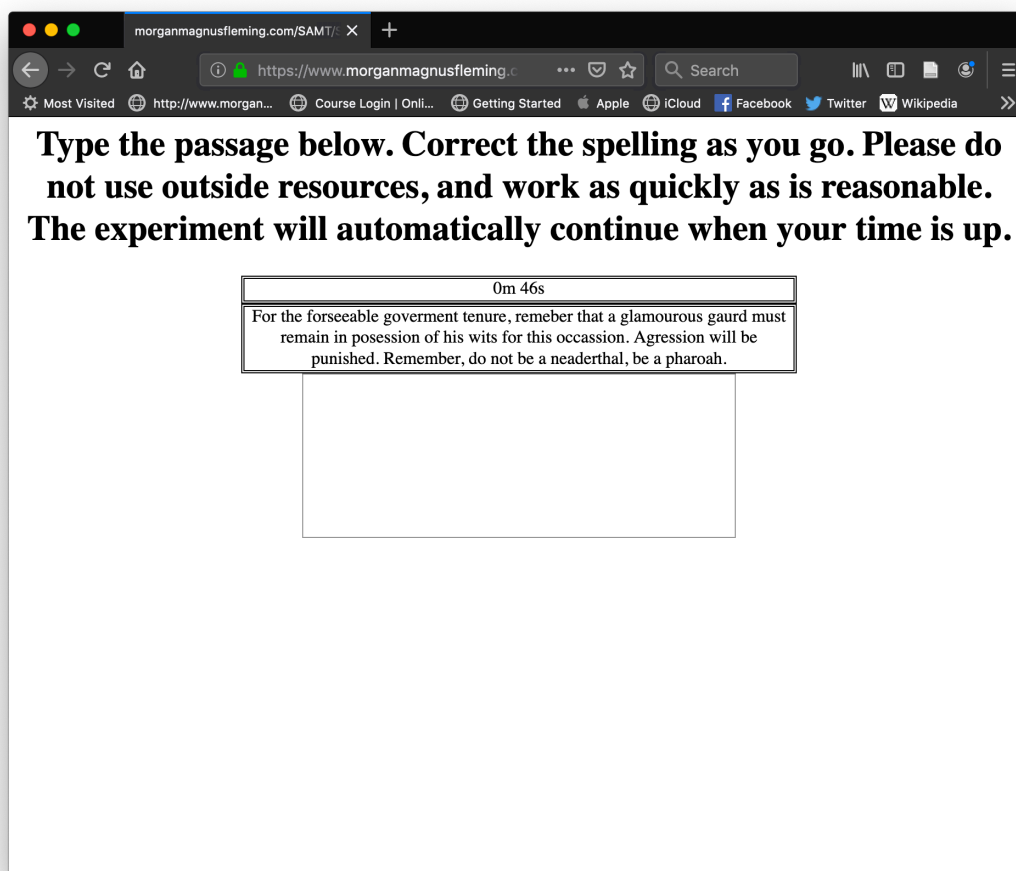 morganmagnusfleming.com/SAMT/S
https://www.morganmagnusfleming.c
Search
Most Visited
http://www.morgan...
Course Login | Onli...
Getting Started
Apple
iCloud
Facebook
Twitter
W Wikipedia
Type the passage below. Correct the spelling as you go. Please do
not use outside resources, and work as quickly as is reasonable.
The experiment will automatically continue when your time is up.
0m 46s
For the forseeable goverment tenure, remeber that a glamourous gaurd must
remain in posession of his wits for this occassion. Agression will be
punished. Remember, do not be a neaderthal, be a pharoah.